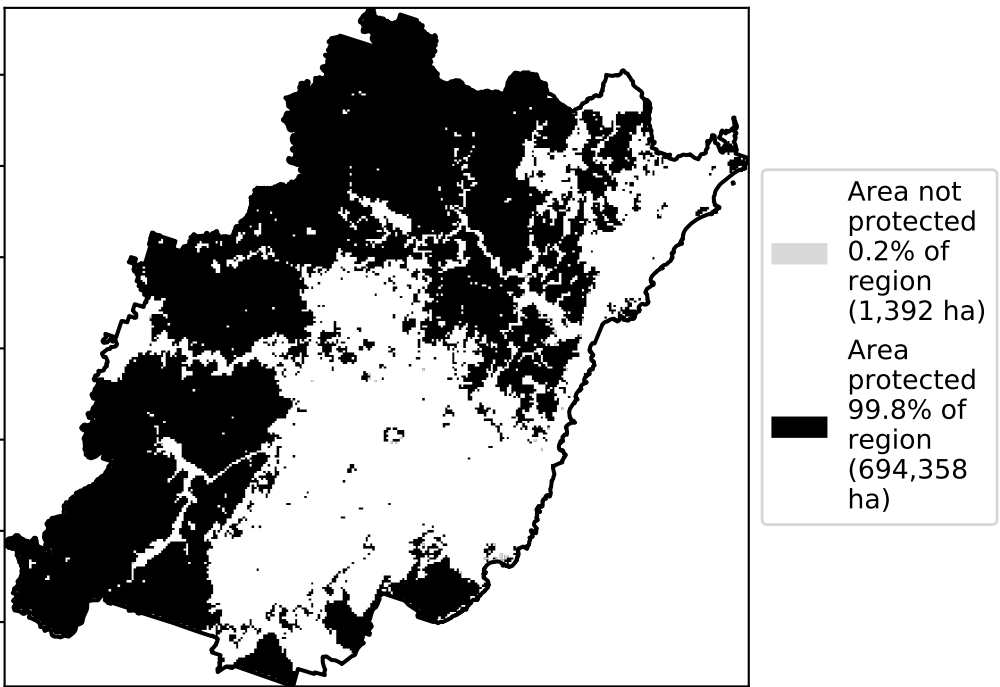 Area not
protected
0.2% of
region
(1,392 ha)
Area
protected
99.8% of
region
(694,358
ha)